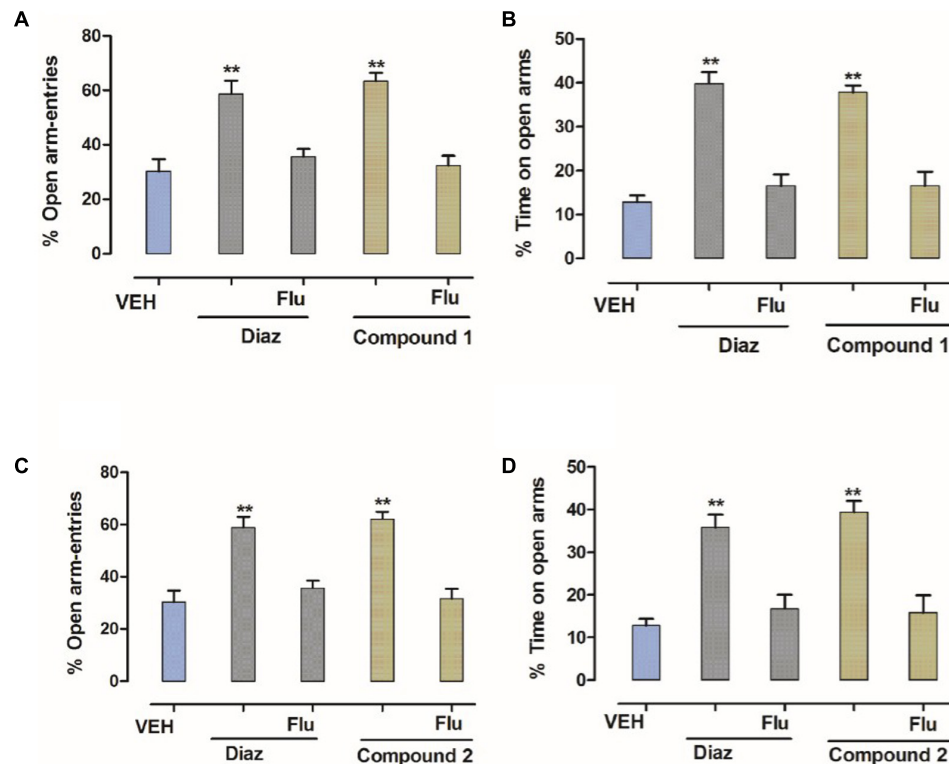 A
% Open arm-entries
80
60
40
20
0
**
**
VEH
Flu
Flu
Diaz
Compound 1
B
% Time on open arms
50
40
30
20
10
0
**
**
VEH
Flu
Flu
Diaz
Compound 1
C
% Open arm-entries
80
60
40
20
0
**
**
VEH
Flu
Flu
Diaz
Compound 2
D
% Time on open arms
50
40
30
20
10
0
**
**
VEH
Flu
Flu
Diaz
Compound 2